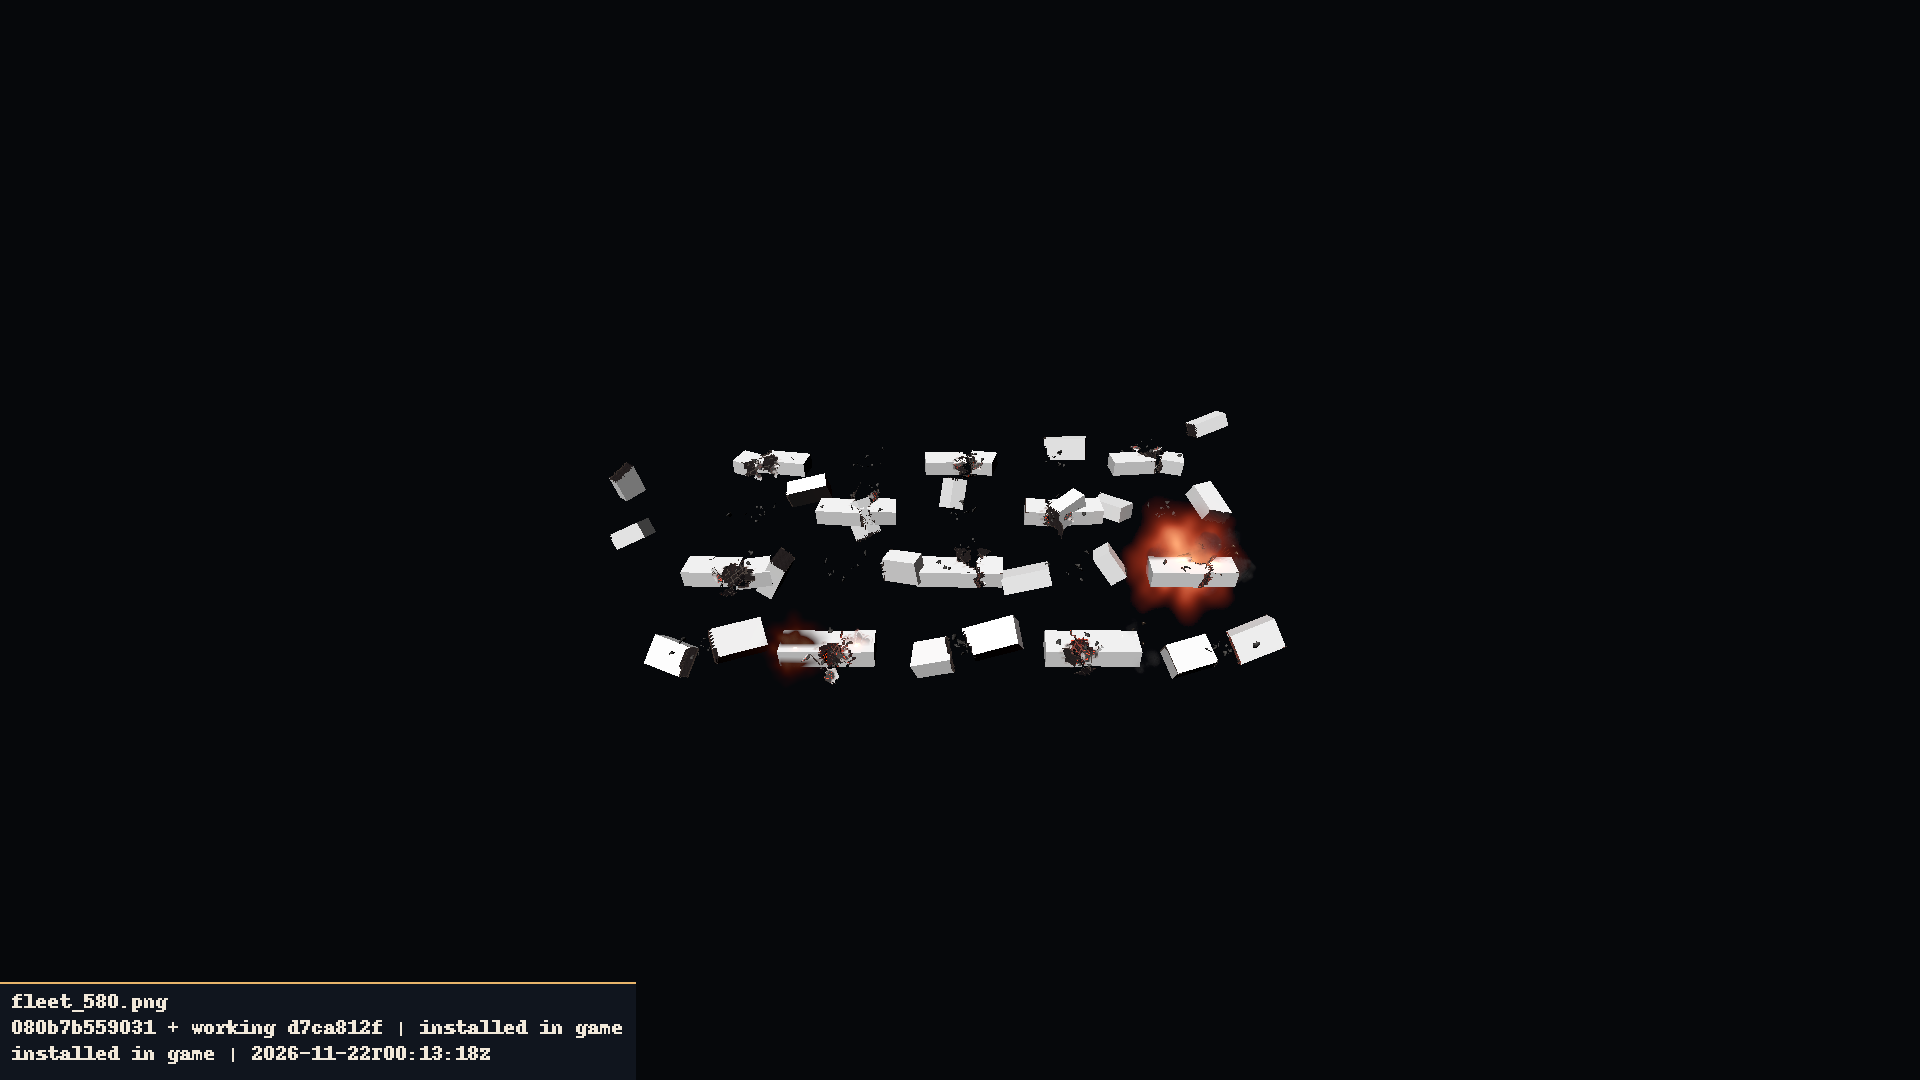 fleet_580.png
080b7b559031 + working d7ca812f | installed in game
installed in game | 2026-11-22T00:13:18Z